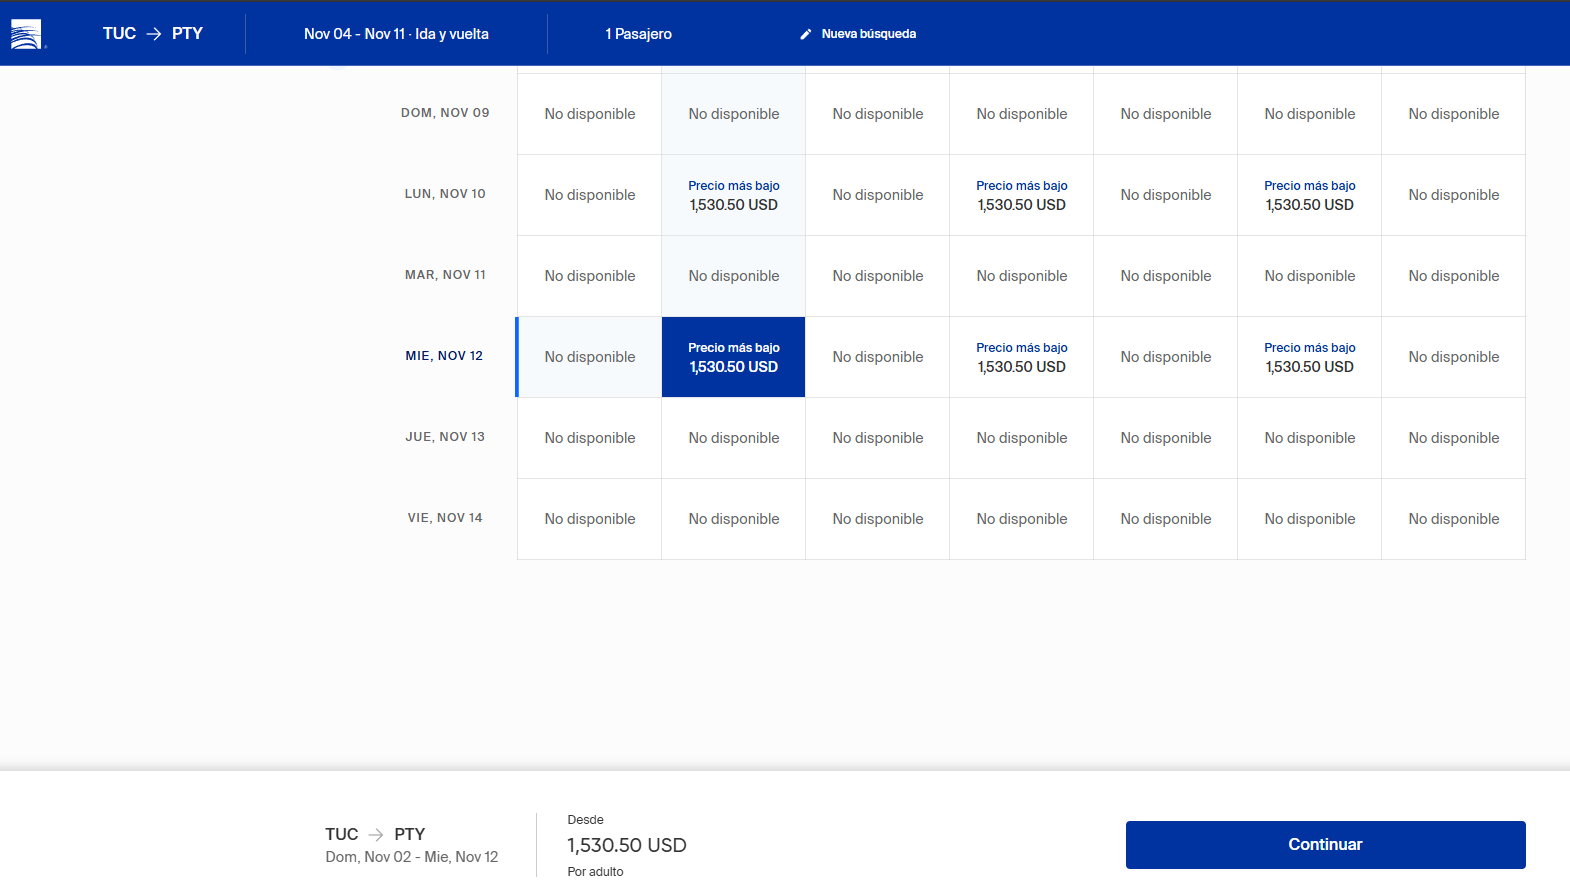 TUC → PTY
Nov 04 - Nov 11 · Ida y vuelta
1 Pasajero
Nueva búsqueda
DOM, NOV 09
No disponible
No disponible
No disponible
No disponible
No disponible
No disponible
No disponible
LUN, NOV 10
No disponible
Precio más bajo
1,530.50 USD
No disponible
Precio más bajo
1,530.50 USD
No disponible
Precio más bajo
1,530.50 USD
No disponible
MAR, NOV 11
No disponible
No disponible
No disponible
No disponible
No disponible
No disponible
No disponible
MIE, NOV 12
No disponible
Precio más bajo
1,530.50 USD
No disponible
Precio más bajo
1,530.50 USD
No disponible
Precio más bajo
1,530.50 USD
No disponible
JUE, NOV 13
No disponible
No disponible
No disponible
No disponible
No disponible
No disponible
No disponible
VIE, NOV 14
No disponible
No disponible
No disponible
No disponible
No disponible
No disponible
No disponible
TUC → PTY
Dom, Nov 02 - Mie, Nov 12
Desde
1,530.50 USD
Por adulto
Continuar